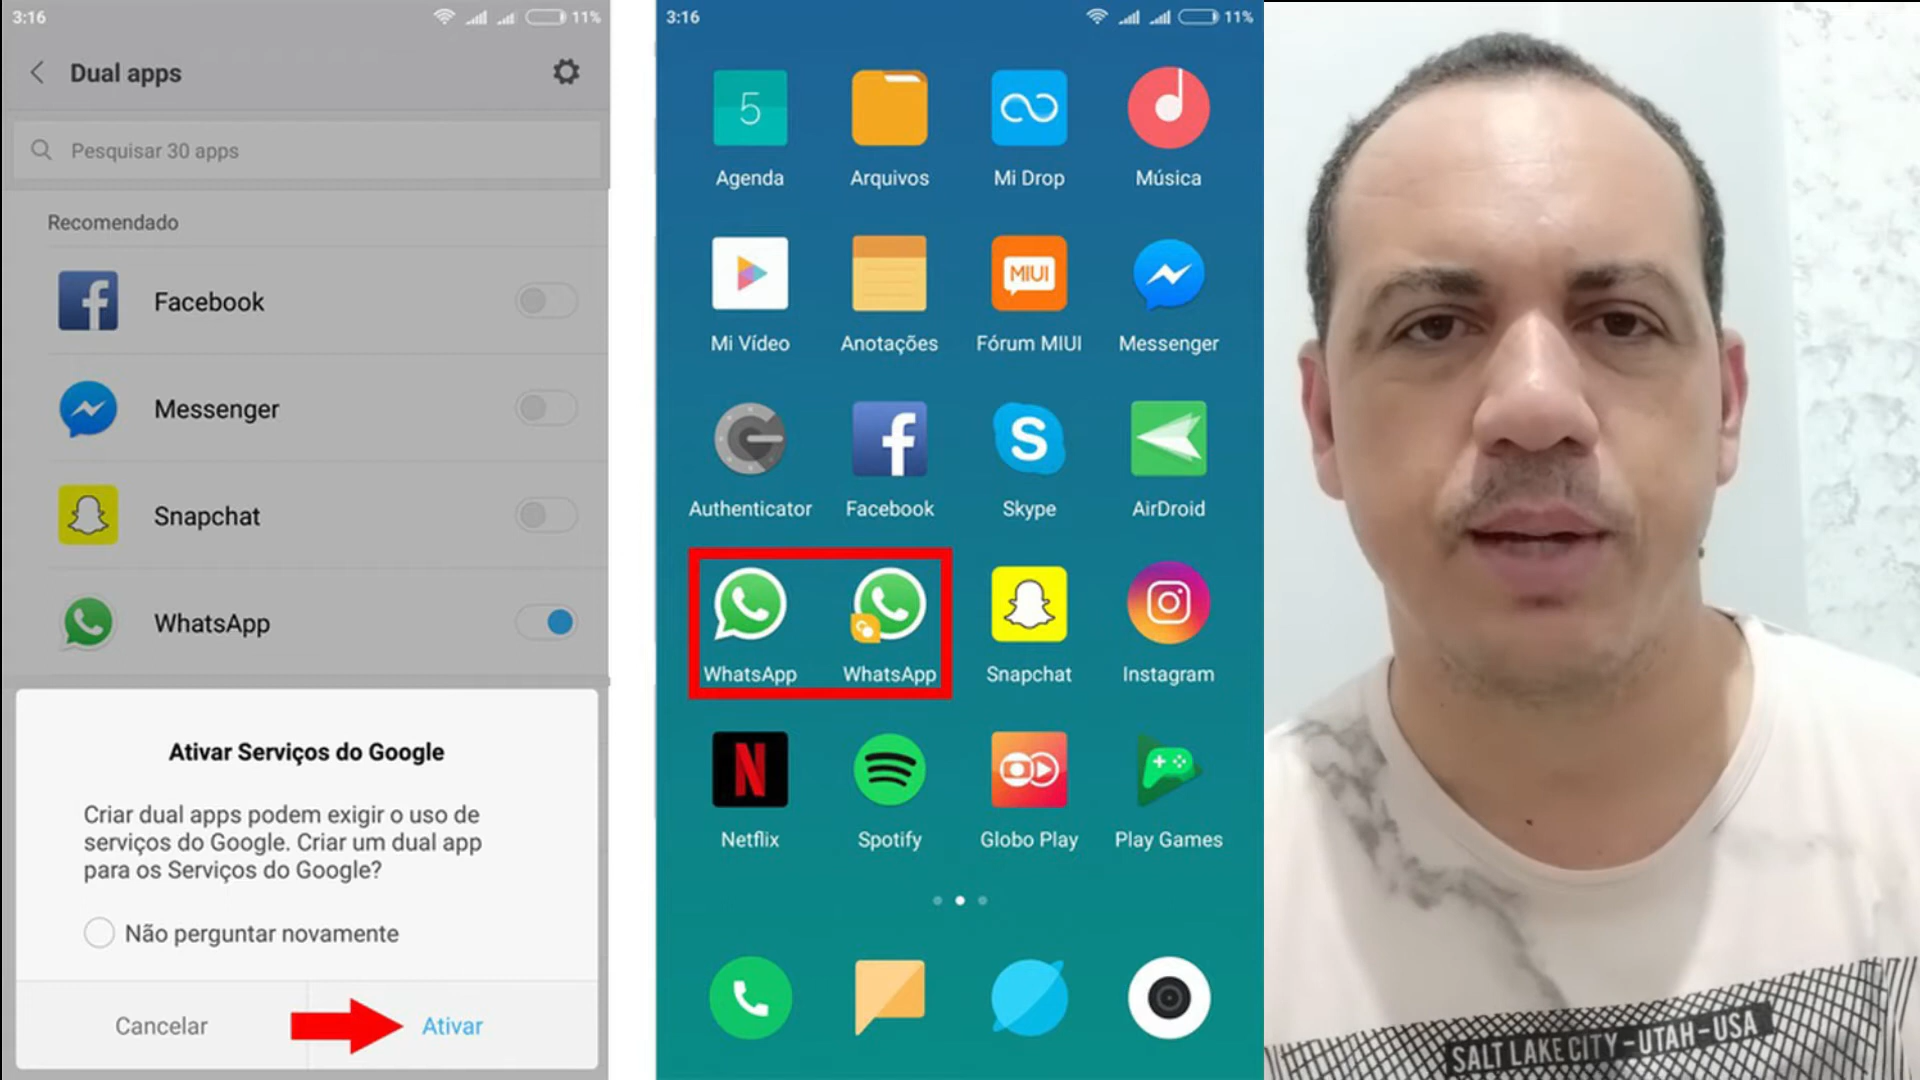 3:16
11%
Dual apps
Pesquisar 30 apps
Recomendado
Facebook
Messenger
Snapchat
WhatsApp
Ativar Serviços do Google
Criar dual apps podem exigir o uso de
serviços do Google. Criar um dual app
para os Serviços do Google?
Não perguntar novamente
Cancelar
Ativar
3:16
11%
5
Agenda
Arquivos
Mi Drop
Música
MIUI
Mi Vídeo
Anotações
Fórum MIUI
Messenger
Authenticator
Facebook
Skype
AirDroid
WhatsApp
WhatsApp
Snapchat
Instagram
Netflix
Spotify
Globo Play
Play Games
SALT LAKE CITY - UTAH - USA